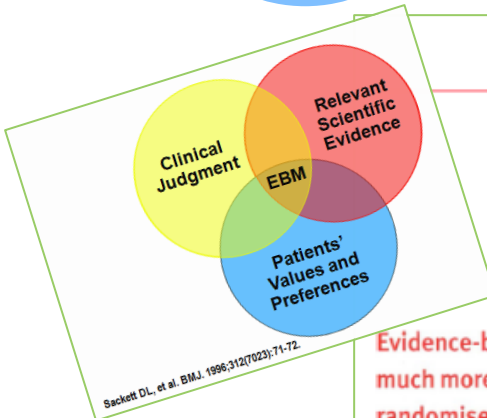 Relevant
Scientific
Evidence
Clinical
Judgment
EBM
Patients'
Values and
Preferences
Sackett DL, et al. BMJ. 1996;312(7023):71-72.
much more